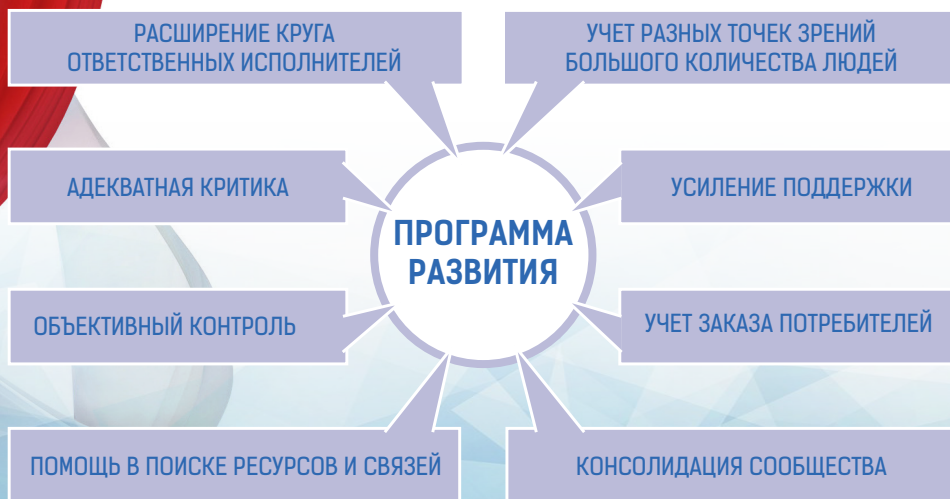 РАСШИРЕНИЕ КРУГА
ОТВЕТСТВЕННЫХ ИСПОЛНИТЕЛЕЙ
УЧЕТ РАЗНЫХ ТОЧЕК ЗРЕНИЙ
БОЛЬШОГО КОЛИЧЕСТВА ЛЮДЕЙ
АДЕКВАТНАЯ КРИТИКА
УСИЛЕНИЕ ПОДДЕРЖКИ
ПРОГРАММА
РАЗВИТИЯ
ОБЪЕКТИВНЫЙ КОНТРОЛЬ
УЧЕТ ЗАКАЗА ПОТРЕБИТЕЛЕЙ
ПОМОЩЬ В ПОИСКЕ РЕСУРСОВ И СВЯЗЕЙ
КОНСОЛИДАЦИЯ СООБЩЕСТВА